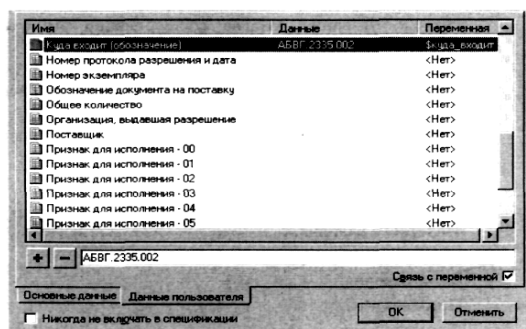 Имя Данные Переменная
Куда входит (обозначение) АБВГ.2335.002 $куда_входит
Номер протокола разрешения и дата <Нет>
Номер экземпляра <Нет>
Обозначение документа на поставку <Нет>
Общее количество <Нет>
Организация, выдавшая разрешение <Нет>
Поставщик <Нет>
Признак для исполнения - 00 <Нет>
Признак для исполнения - 01 <Нет>
Признак для исполнения - 02 <Нет>
Признак для исполнения - 03 <Нет>
Признак для исполнения - 04 <Нет>
Признак для исполнения - 05 <Нет>
АБВГ.2335.002
Связь с переменной
Основные данные Данные пользователя
Никогда не включать в спецификации
OK Отменить